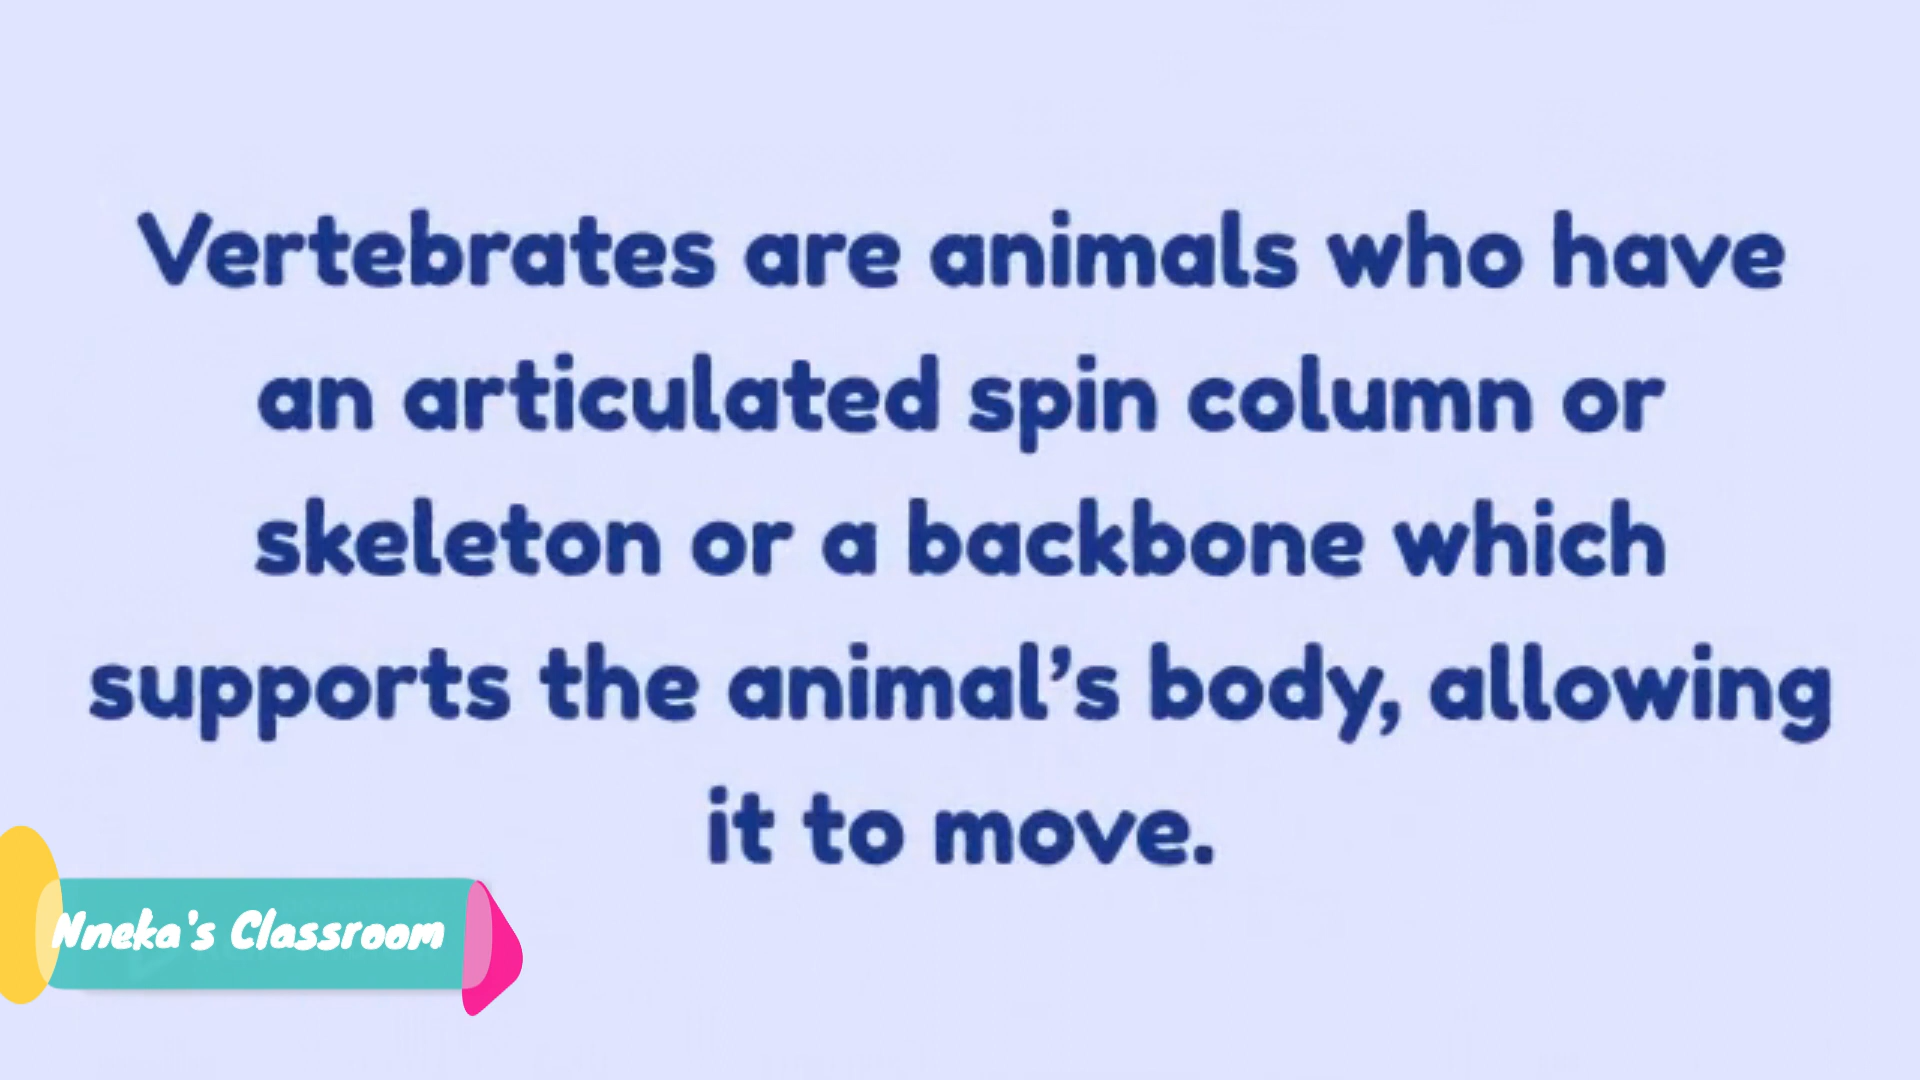 Vertebrates are animals who have
an articulated spin column or
skeleton or a backbone which
supports the animal’s body, allowing
it to move.
Nneka's Classroom